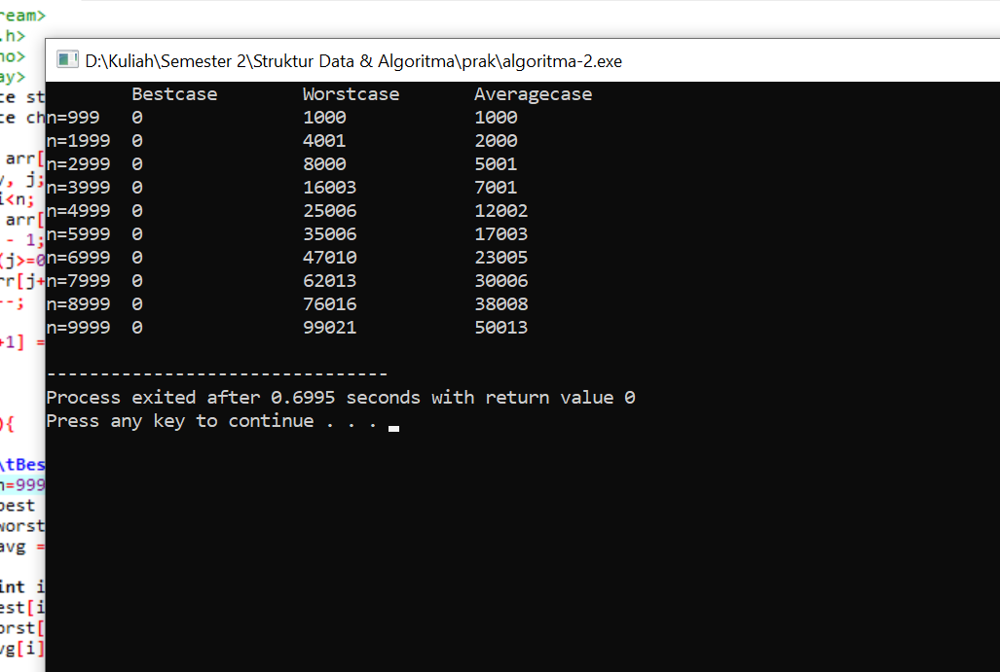 ream>
.h>
no>
ay>
D:\Kuliah\Semester 2\Struktur Data & Algoritma\prak\algoritma-2.exe
ce st
ce ch
arr[
y, j;
i<n;
arr[
- 1;
(j>=0
rr[j+
--;
+1] =
){
\tBes
n=999
best
worst
avg =
int i
est[i
orst[
vg[i]
Bestcase Worstcase Averagecase
n=999 0 1000 1000
n=1999 0 4001 2000
n=2999 0 8000 5001
n=3999 0 16003 7001
n=4999 0 25006 12002
n=5999 0 35006 17003
n=6999 0 47010 23005
n=7999 0 62013 30006
n=8999 0 76016 38008
n=9999 0 99021 50013
--------------------------------
Process exited after 0.6995 seconds with return value 0
Press any key to continue . . .